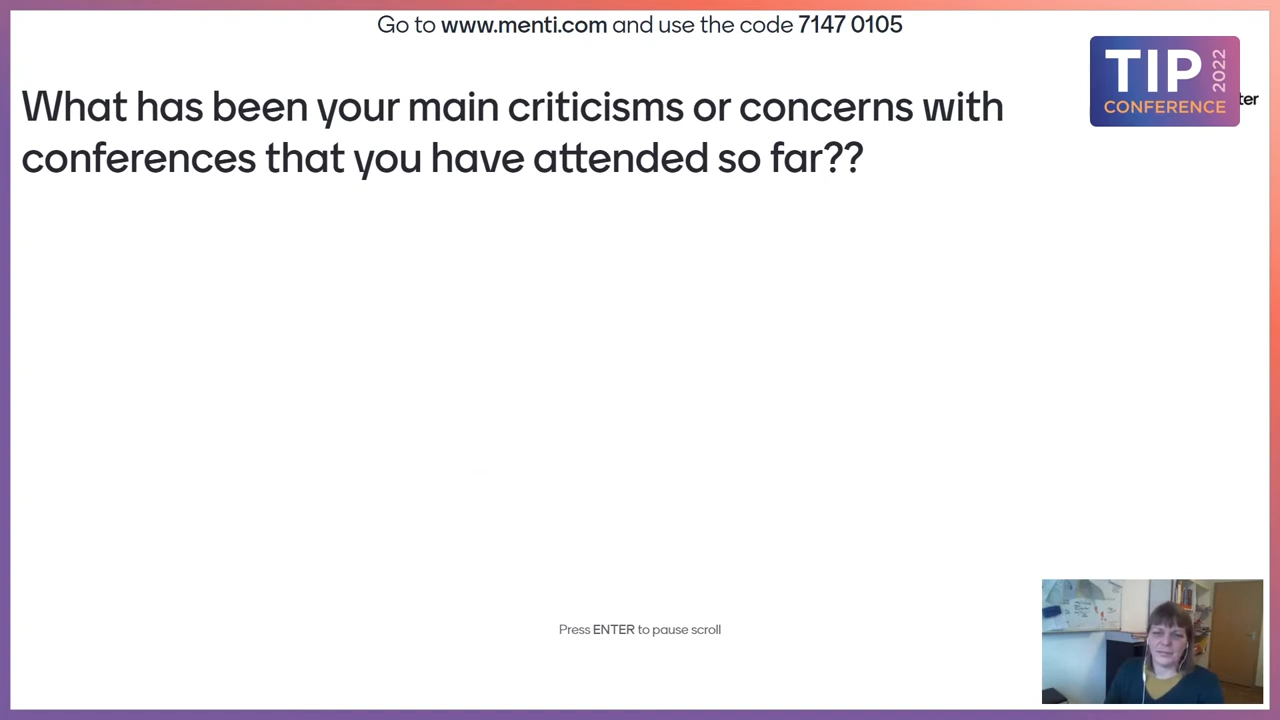 Go to www.menti.com and use the code 7147 0105
TIP
2022
CONFERENCE
ter
What has been your main criticisms or concerns with
conferences that you have attended so far??
Press ENTER to pause scroll